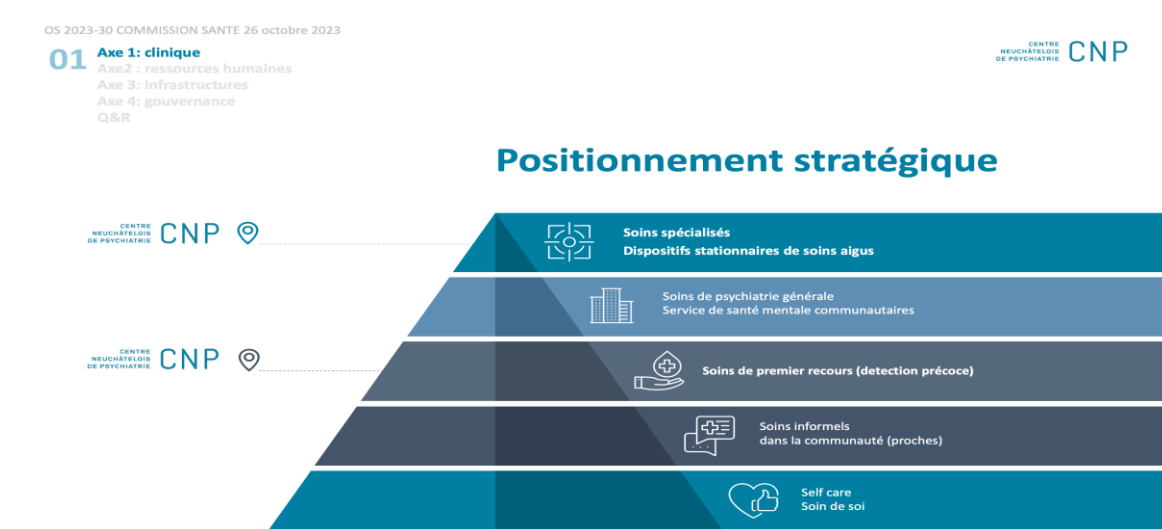 OS 2023-30 COMMISSION SANTE 26 octobre 2023
01
Axe 1: clinique
Axe2 : ressources humaines
Axe 3: infrastructures
Axe 4: gouvernance
Q&R
CENTRE
NEUCHÂTELOIS
DE PSYCHIATRIE
CNP
Positionnement stratégique
CENTRE
NEUCHÂTELOIS
DE PSYCHIATRIE
CNP
Soins spécialisés
Dispositifs stationnaires de soins aigus
Soins de psychiatrie générale
Service de santé mentale communautaires
CENTRE
NEUCHÂTELOIS
DE PSYCHIATRIE
CNP
Soins de premier recours (detection précoce)
Soins informels
dans la communauté (proches)
Self care
Soin de soi